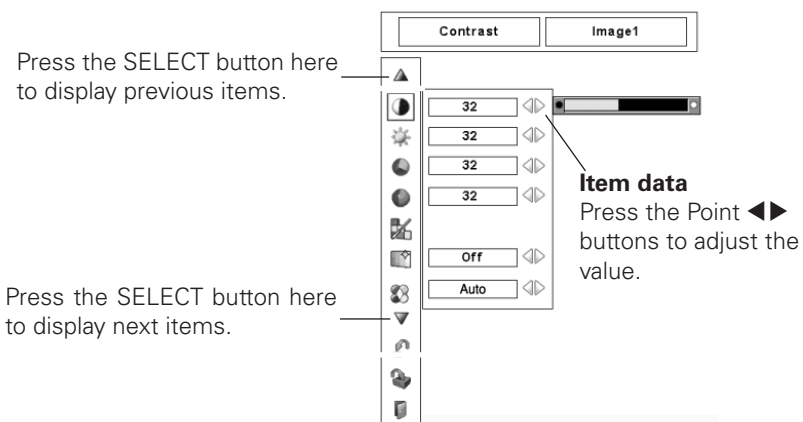 Contrast
Image1
Press the SELECT button here
to display previous items.
32
32
32
32
Item data
Press the Point ◀▶
buttons to adjust the
value.
Off
Auto
Press the SELECT button here
to display next items.